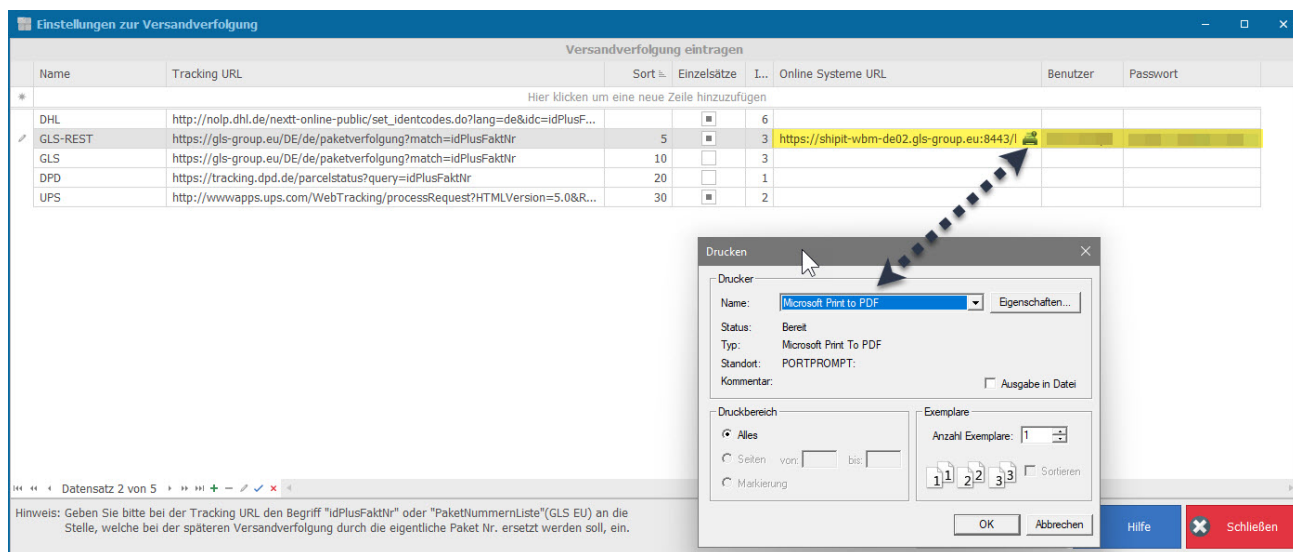 Einstellungen zur Versandverfolgung
Versandverfolgung eintragen
Name Tracking URL Sort Einzelsätze I... Online Systeme URL Benutzer Passwort
Hier klicken um eine neue Zeile hinzuzufügen
DHL http://nolp.dhl.de/nextt-online-public/set_identcodes.do?lang=de&idc=idPlusF... 6
GLS-REST https://gls-group.eu/DE/de/paketverfolgung?match=idPlusFaktNr 5 3 https://shipit-wbm-de02.gls-group.eu:8443/l
GLS https://gls-group.eu/DE/de/paketverfolgung?match=idPlusFaktNr 10 3
DPD https://tracking.dpd.de/parcelstatus?query=idPlusFaktNr 20 1
UPS http://wwwapps.ups.com/WebTracking/processRequest?HTMLVersion=5.0&R... 30 2
Drucken
Drucker
Name: Microsoft Print to PDF Eigenschaften...
Status: Bereit
Typ: Microsoft Print To PDF
Standort: PORTPROMPT:
Kommentar: Ausgabe in Datei
Druckbereich
Alles
Seiten von: bis:
Markierung
Exemplare
Anzahl Exemplare: 1
1 1 2 2 3 3 Sortieren
OK Abbrechen
Datensatz 2 von 5
Hinweis: Geben Sie bitte bei der Tracking URL den Begriff "idPlusFaktNr" oder "PaketNummernListe"(GLS EU) an die
Stelle, welche bei der späteren Versandverfolgung durch die eigentliche Paket Nr. ersetzt werden soll, ein.
Hilfe Schließen